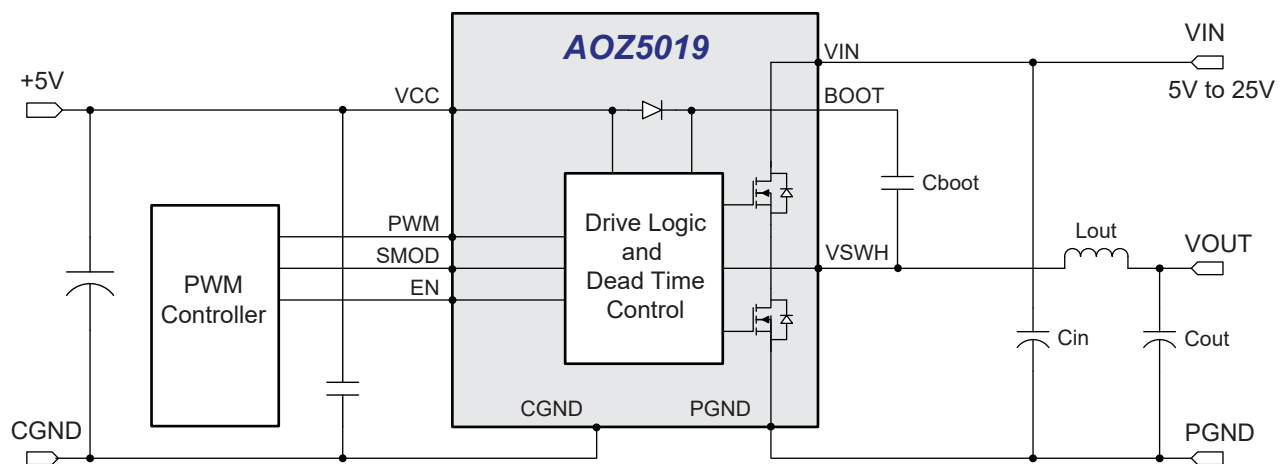 AOZ5019
VIN
VIN
+5V
5V to 25V
VCC
BOOT
Cboot
Drive Logic
and
Dead Time
Control
PWM
SMOD
EN
PWM
Controller
VSWH
Lout
VOUT
Cin
Cout
CGND
PGND
CGND
PGND